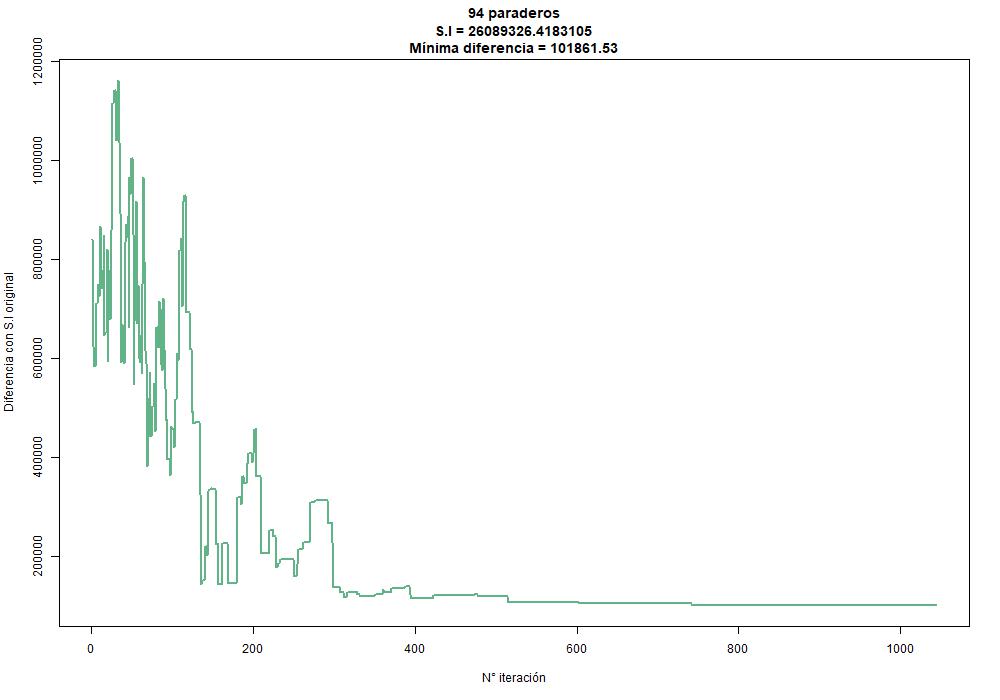 94 paraderos
S.I = 26089326.4183105
Mínima diferencia = 101861.53
1200000
1000000
800000
600000
400000
200000
Diferencia con S.I original
0 200 400 600 800 1000
N° iteración